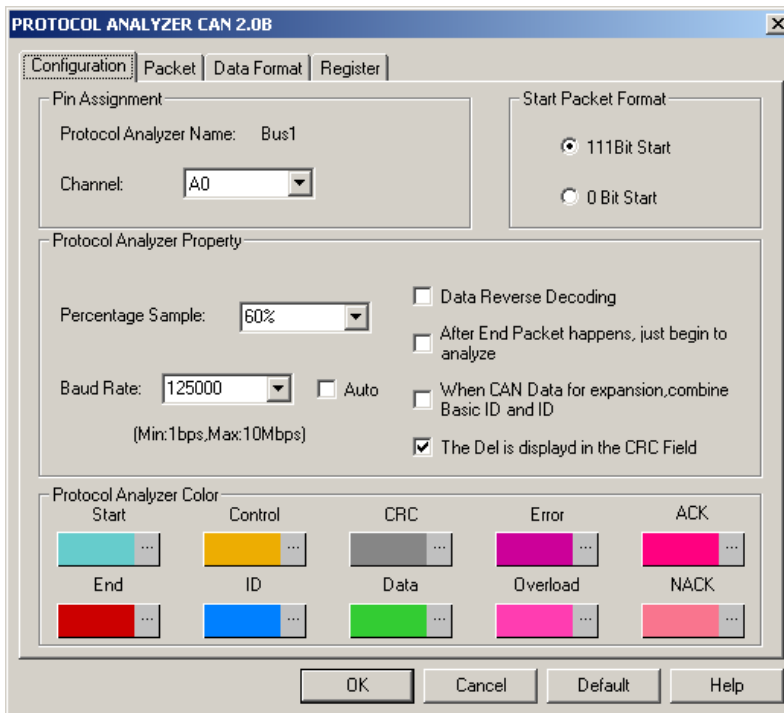 PROTOCOL ANALYZER CAN 2.0B
Configuration
Packet
Data Format
Register
Pin Assignment
Protocol Analyzer Name: Bus1
Channel: A0
Start Packet Format
111Bit Start
0 Bit Start
Protocol Analyzer Property
Percentage Sample: 60%
Baud Rate: 125000
Auto
(Min:1bps,Max:10Mbps)
Data Reverse Decoding
After End Packet happens, just begin to
analyze
When CAN Data for expansion,combine
Basic ID and ID
The Del is displayd in the CRC Field
Protocol Analyzer Color
Start Control CRC Error ACK
... ... ... ... ...
End ID Data Overload NACK
... ... ... ... ...
OK Cancel Default Help